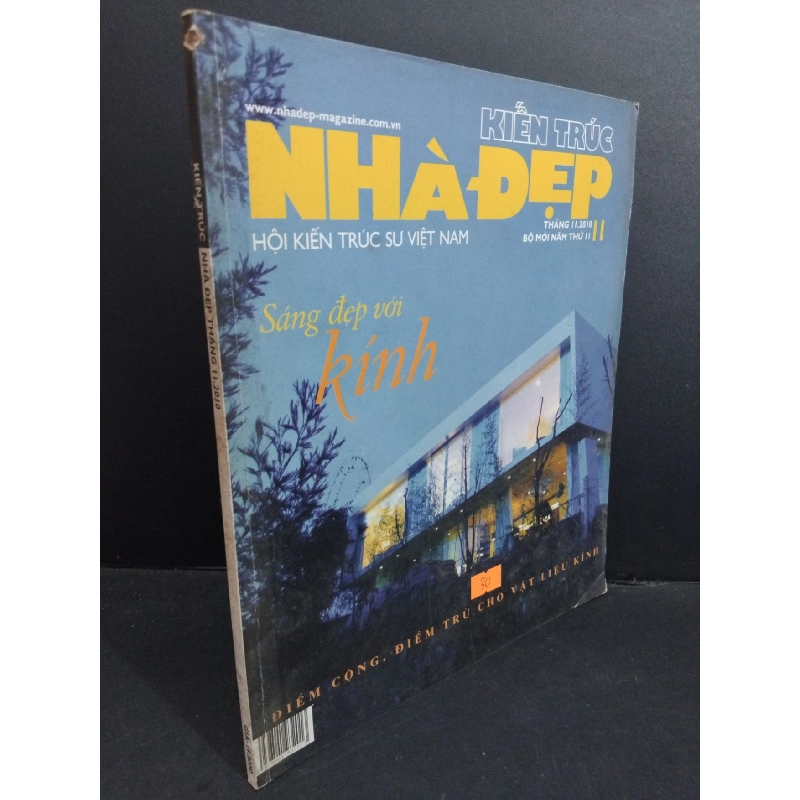 www.nhadep-magazine.com.vn
KIẾN TRÚC
NHÀ ĐẸP
THÁNG 11.2010
BỘ MỚI NĂM THỨ 11
11
HỘI KIẾN TRÚC SƯ VIỆT NAM
Sáng đẹp với
kính
30
ĐIỂM CỘNG, ĐIỂM TRỪ CHO VẬT LIỆU KÍNH
KIẾN TRÚC NHÀ ĐẸP THÁNG 11.2010